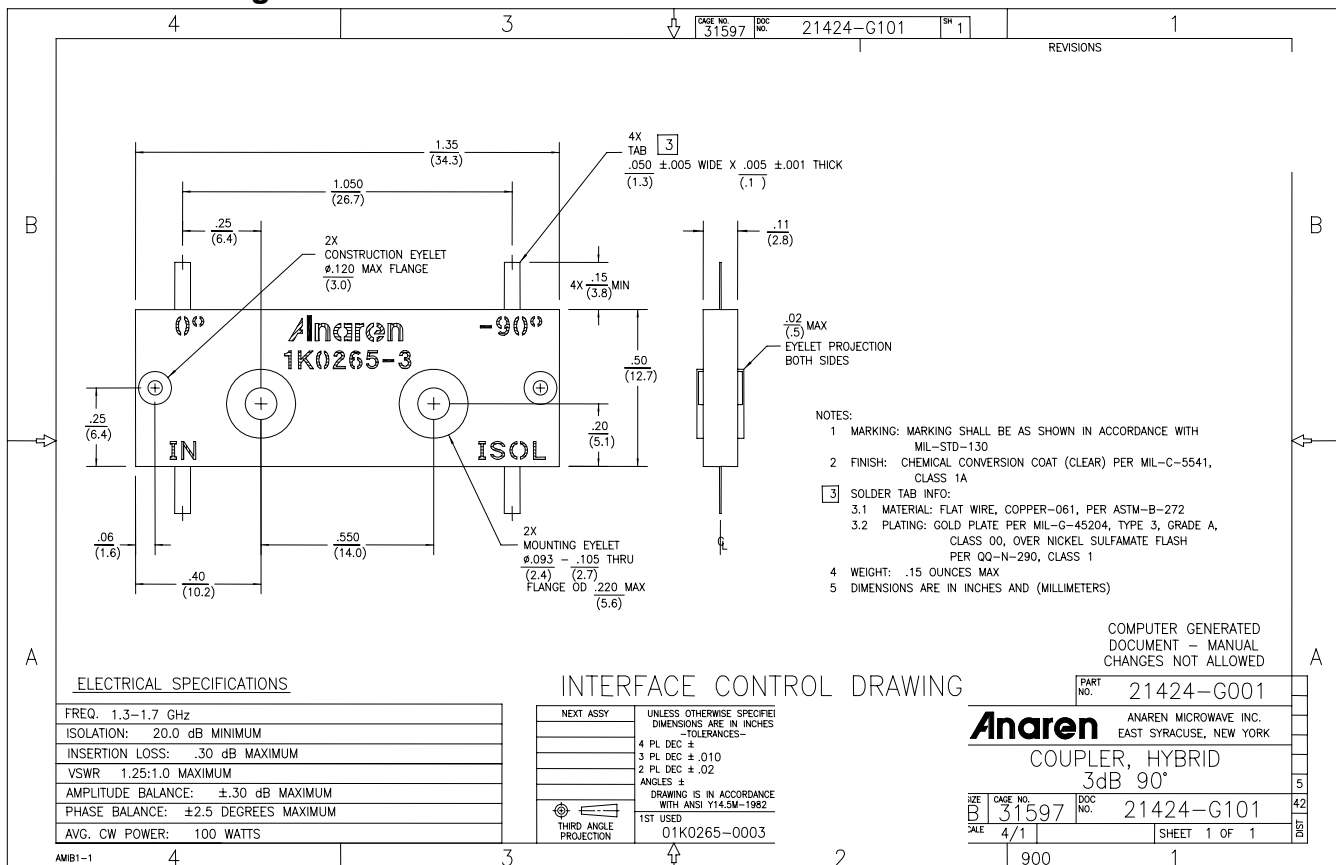 4
3
CAGE NO. 31597
DOC NO. 21424-G101
SH 1
1
REVISIONS
B
B
1.35
(34.3)
1.050
(26.7)
.25
(6.4)
4X
TAB 3
.050 ±.005 WIDE X .005 ±.001 THICK
(1.3) (.1 )
.11
(2.8)
2X
CONSTRUCTION EYELET
ø.120 MAX FLANGE
(3.0)
4X .15 MIN
(3.8)
0° Anaren -90°
1K0265-3
.02 MAX
(.5)
EYELET PROJECTION
BOTH SIDES
.50
(12.7)
.25
(6.4)
.20
(5.1)
IN ISOL
.06
(1.6)
.550
(14.0)
.40
(10.2)
2X
MOUNTING EYELET
ø.093 - .105 THRU
(2.4) (2.7)
FLANGE OD .220 MAX
(5.6)
CL
NOTES:
1 MARKING: MARKING SHALL BE AS SHOWN IN ACCORDANCE WITH
MIL-STD-130
2 FINISH: CHEMICAL CONVERSION COAT (CLEAR) PER MIL-C-5541,
CLASS 1A
3 SOLDER TAB INFO:
3.1 MATERIAL: FLAT WIRE, COPPER-061, PER ASTM-B-272
3.2 PLATING: GOLD PLATE PER MIL-G-45204, TYPE 3, GRADE A,
CLASS 00, OVER NICKEL SULFAMATE FLASH
PER QQ-N-290, CLASS 1
4 WEIGHT: .15 OUNCES MAX
5 DIMENSIONS ARE IN INCHES AND (MILLIMETERS)
COMPUTER GENERATED
DOCUMENT - MANUAL
CHANGES NOT ALLOWED
A
A
ELECTRICAL SPECIFICATIONS
FREQ. 1.3-1.7 GHz
ISOLATION: 20.0 dB MINIMUM
INSERTION LOSS: .30 dB MAXIMUM
VSWR 1.25:1.0 MAXIMUM
AMPLITUDE BALANCE: ±.30 dB MAXIMUM
PHASE BALANCE: ±2.5 DEGREES MAXIMUM
AVG. CW POWER: 100 WATTS
INTERFACE CONTROL DRAWING
NEXT ASSY
UNLESS OTHERWISE SPECIFIE
DIMENSIONS ARE IN INCHES
-TOLERANCES-
4 PL DEC ±
3 PL DEC ± .010
2 PL DEC ± .02
ANGLES ±
DRAWING IS IN ACCORDANCE
WITH ANSI Y14.5M-1982
THIRD ANGLE
PROJECTION
1ST USED
01K0265-0003
PART NO. 21424-G001
Anaren
ANAREN MICROWAVE INC.
EAST SYRACUSE, NEW YORK
COUPLER, HYBRID
3dB 90°
SIZE B
CAGE NO. 31597
DOC NO. 21424-G101
SCALE 4/1
SHEET 1 OF 1
5
42
DIST
AMIB1-1
4
3
2
900
1